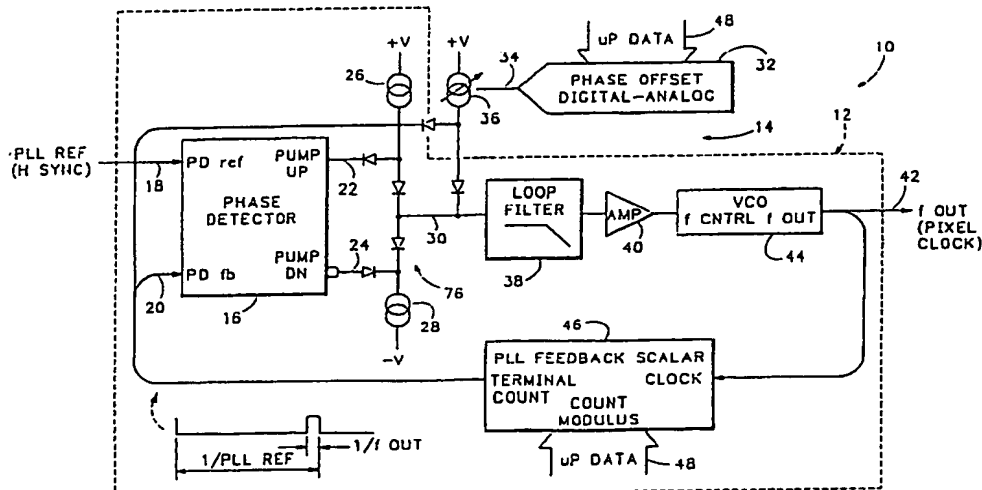 48
uP DATA
+V
+V
34
32
10
26
PHASE OFFSET
DIGITAL-ANALOG
36
14
12
PLL REF
(H SYNC)
18
PD ref
PUMP
UP
22
PHASE
DETECTOR
LOOP
FILTER
AMP
VCO
f CNTRL f OUT
42
f OUT
(PIXEL
CLOCK)
30
40
44
38
24
PUMP
DN
20
PD fb
76
16
28
-V
46
PLL FEEDBACK SCALAR
TERMINAL
COUNT
CLOCK
COUNT
MODULUS
1/f OUT
1/PLL REF
uP DATA
48